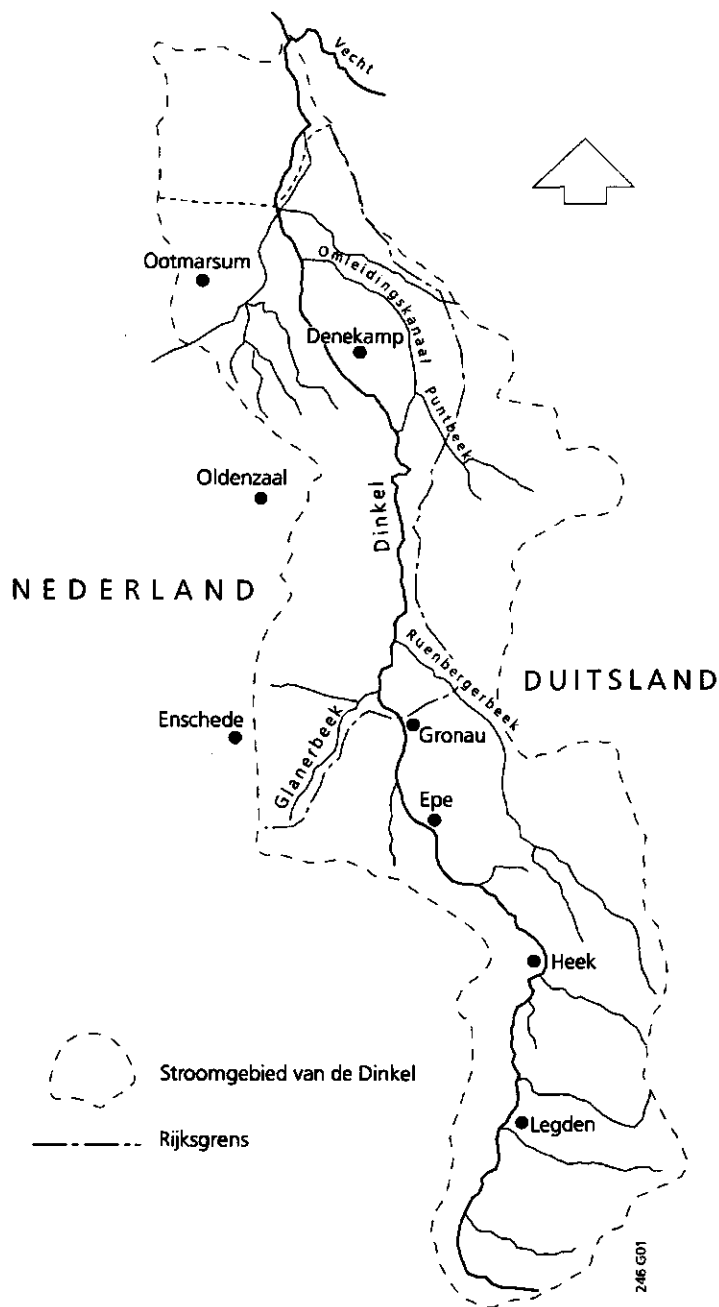 Vecht
Ootmarsum
Omleidingskanaal
Denekamp
Puntbeek
Oldenzaal
Dinkel
NEDERLAND
Ruenbergerbeek
DUITSLAND
Enschede
Glanerbeek
Gronau
Epe
Heek
Stroomgebied van de Dinkel
Legden
Rijksgrens
246 G01